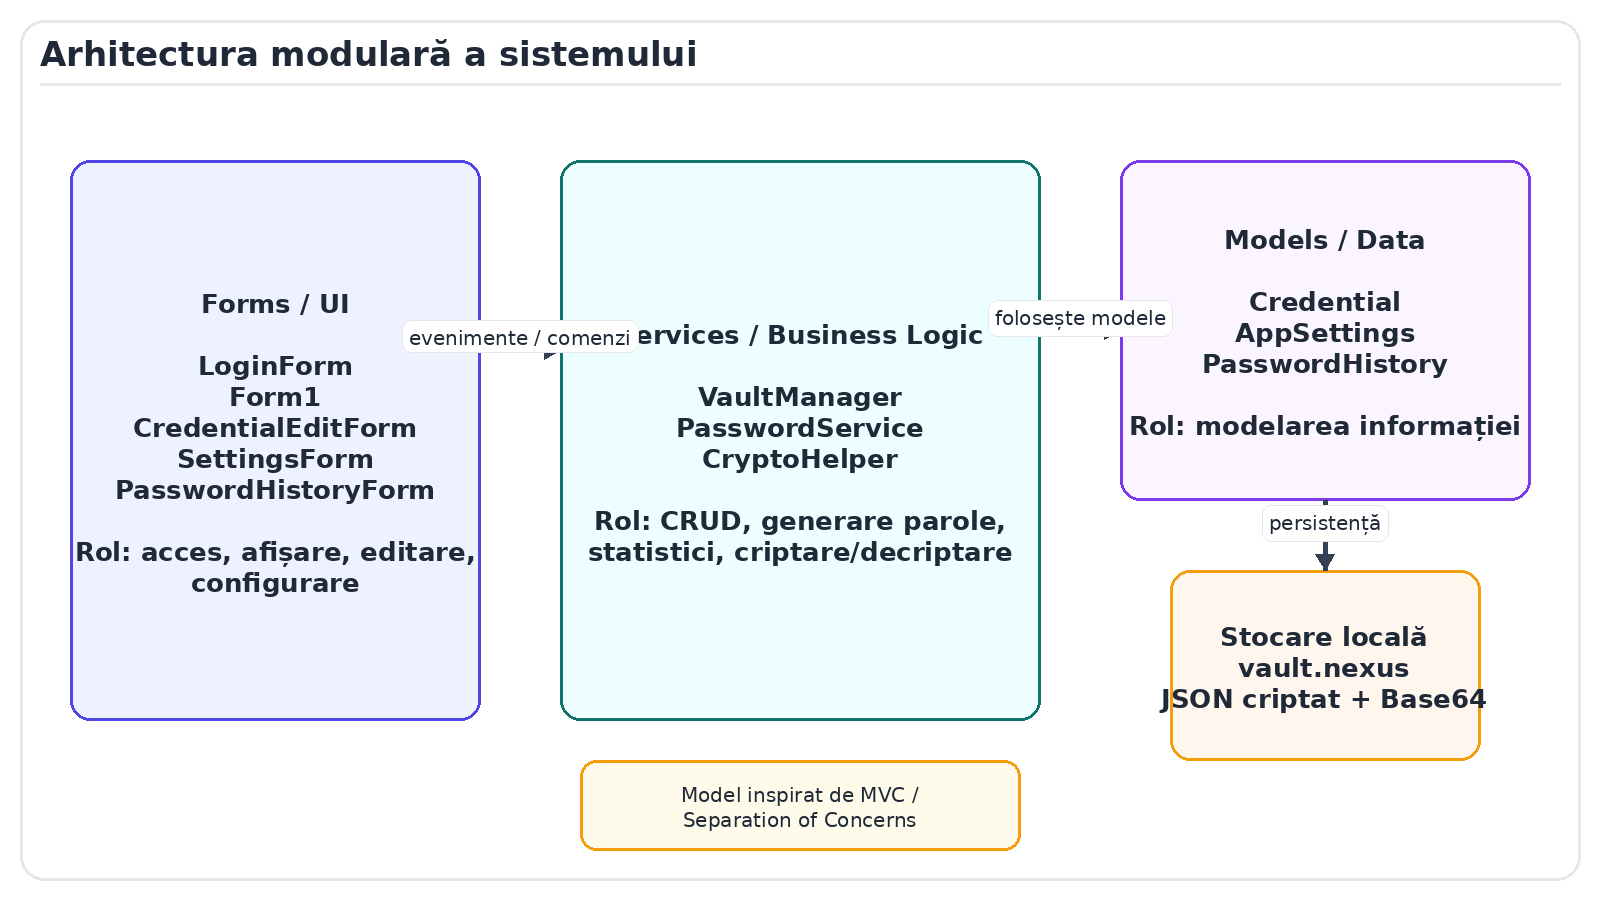 Arhitectura modulară a sistemului
Forms / UI
LoginForm
Form1
CredentialEditForm
SettingsForm
PasswordHistoryForm
Rol: acces, afișare, editare,
configurare
evenimente / comenzi
ervices / Business Logic
VaultManager
PasswordService
CryptoHelper
Rol: CRUD, generare parole,
statistici, criptare/decriptare
folosește modele
Models / Data
Credential
AppSettings
PasswordHistory
Rol: modelarea informației
persistență
Stocare locală
vault.nexus
JSON criptat + Base64
Model inspirat de MVC /
Separation of Concerns